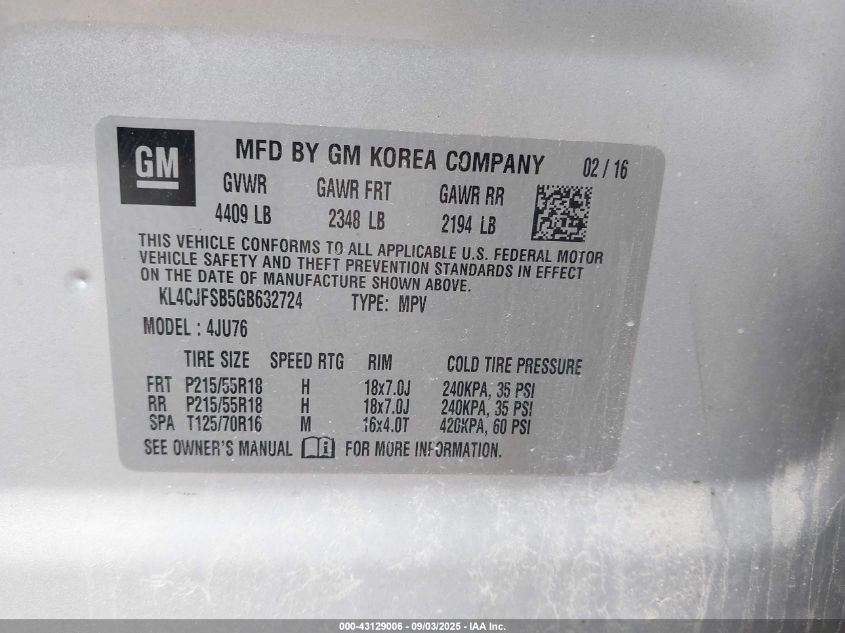 GM
MFD BY GM KOREA COMPANY 02 / 16
GVWR GAWR FRT GAWR RR
4409 LB 2348 LB 2194 LB
THIS VEHICLE CONFORMS TO ALL APPLICABLE U.S. FEDERAL MOTOR
VEHICLE SAFETY AND THEFT PREVENTION STANDARDS IN EFFECT
ON THE DATE OF MANUFACTURE SHOWN ABOVE.
KL4CJFSB5GB632724 TYPE: MPV
MODEL : 4JU76
TIRE SIZE SPEED RTG RIM COLD TIRE PRESSURE
FRT P215/55R18 H 18x7.0J 240KPA, 35 PSI
RR P215/55R18 H 18x7.0J 240KPA, 35 PSI
SPA T125/70R16 M 16x4.0T 420KPA, 60 PSI
SEE OWNER'S MANUAL i FOR MORE INFORMATION.
000-43129006 - 09/03/2025 - IAA Inc.